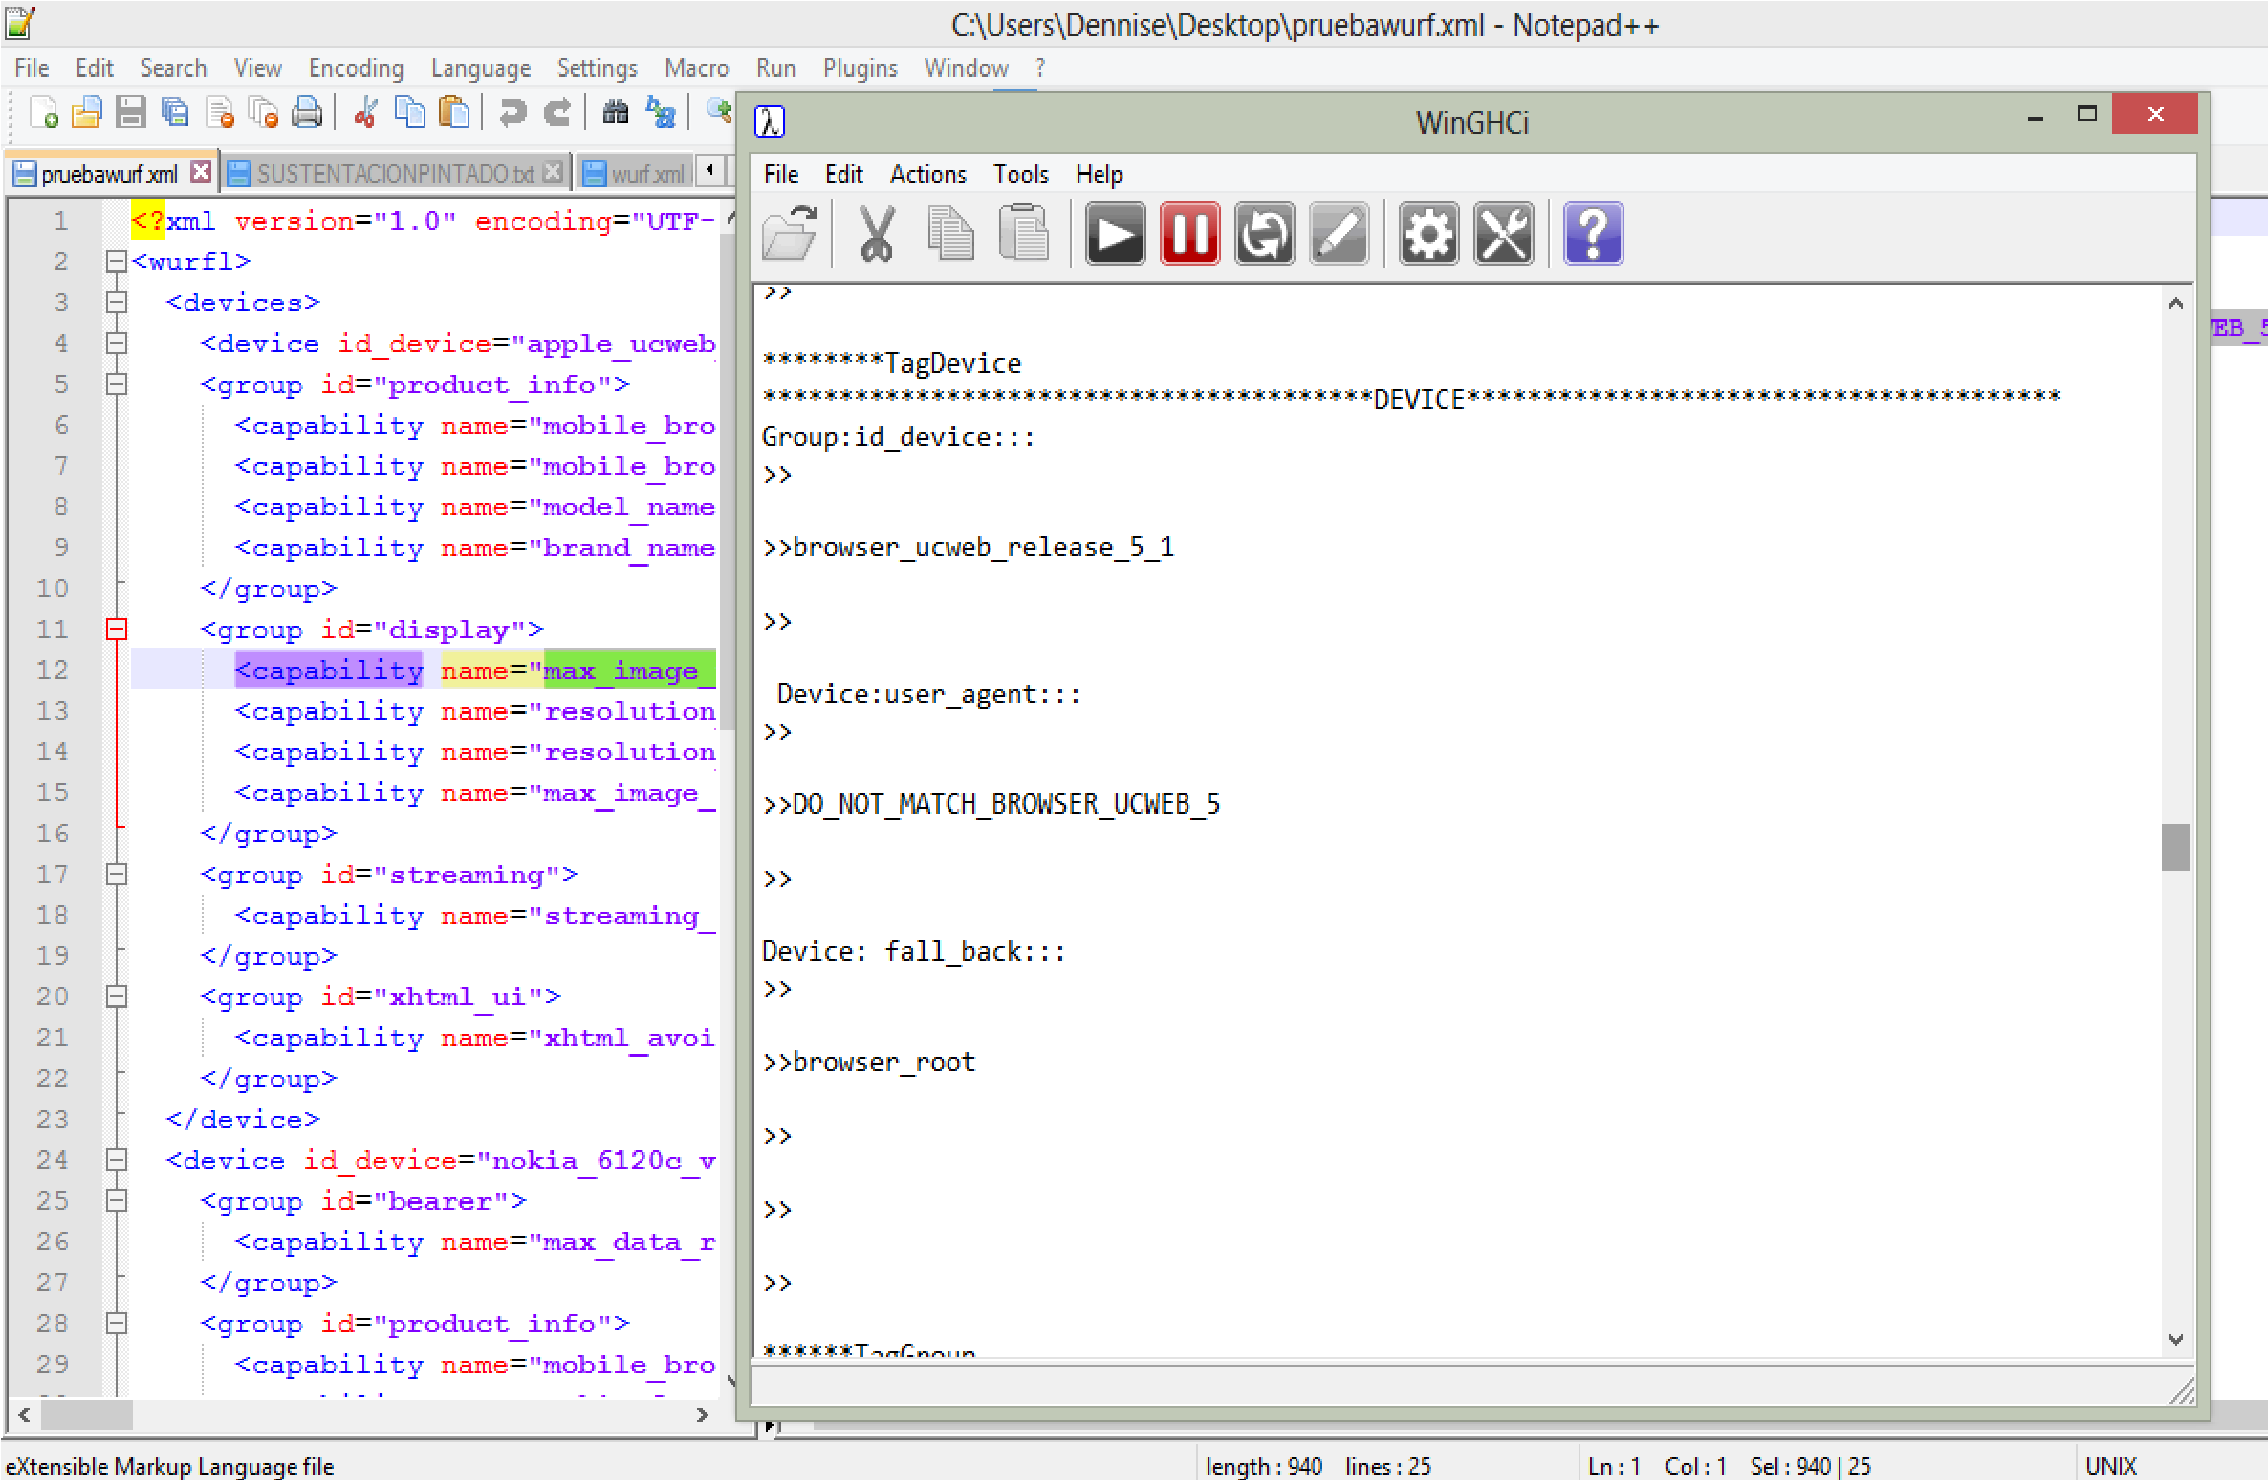 C:\Users\Dennise\Desktop\pruebawurf.xml - Notepad++
File Edit Search View Encoding Language Settings Macro Run Plugins Window ?
pruebawurf.xml SUSTENTACIONPINTADO.txt wurf.xml
1 <?xml version="1.0" encoding="UTF-
2 <wurfl>
3 <devices>
4 <device id_device="apple_ucweb
5 <group id="product_info">
6 <capability name="mobile_bro
7 <capability name="mobile_bro
8 <capability name="model_name
9 <capability name="brand_name
10 </group>
11 <group id="display">
12 <capability name="max_image_
13 <capability name="resolution
14 <capability name="resolution
15 <capability name="max_image_
16 </group>
17 <group id="streaming">
18 <capability name="streaming_
19 </group>
20 <group id="xhtml_ui">
21 <capability name="xhtml_avoi
22 </group>
23 </device>
24 <device id_device="nokia_6120c_v
25 <group id="bearer">
26 <capability name="max_data_r
27 </group>
28 <group id="product_info">
29 <capability name="mobile_bro
WinGHCi
File Edit Actions Tools Help
>>
********TagDevice
****************************************DEVICE***************************************
Group:id_device:::
>>
>>browser_ucweb_release_5_1
>>
Device:user_agent:::
>>
>>DO_NOT_MATCH_BROWSER_UCWEB_5
>>
Device: fall_back:::
>>
>>browser_root
>>
>>
>>
******TagGroup
EB_5
eXtensible Markup Language file length : 940 lines : 25 Ln : 1 Col : 1 Sel : 940 | 25 UNIX